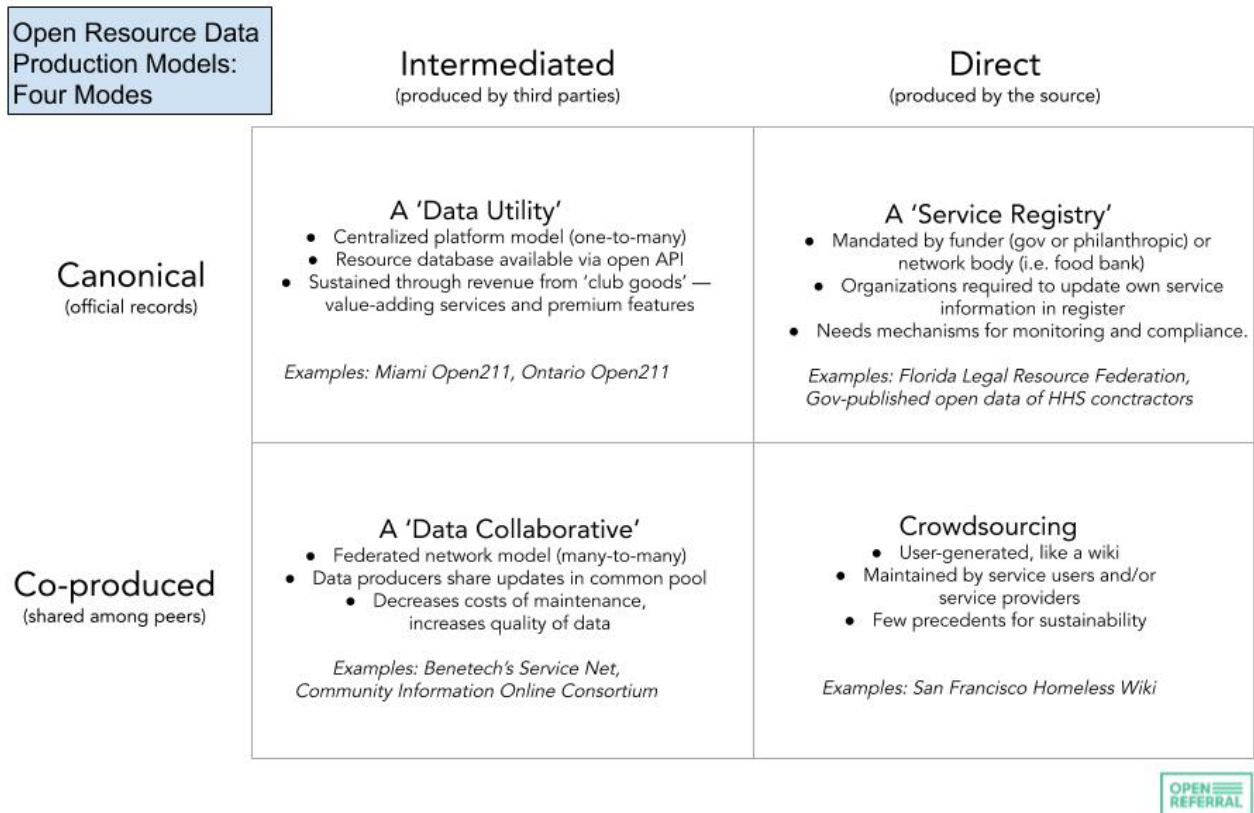 Open Resource Data
Production Models:
Four Modes
Intermediated
(produced by third parties)
Direct
(produced by the source)
Canonical
(official records)
A ‘Data Utility’
● Centralized platform model (one-to-many)
● Resource database available via open API
● Sustained through revenue from ‘club goods’ —
value-adding services and premium features
Examples: Miami Open211, Ontario Open211
A ‘Service Registry’
● Mandated by funder (gov or philanthropic) or
network body (i.e. food bank)
● Organizations required to update own service
information in register
● Needs mechanisms for monitoring and compliance.
Examples: Florida Legal Resource Federation,
Gov-published open data of HHS conctractors
Co-produced
(shared among peers)
A ‘Data Collaborative’
● Federated network model (many-to-many)
● Data producers share updates in common pool
● Decreases costs of maintenance,
increases quality of data
Examples: Benetech’s Service Net,
Community Information Online Consortium
Crowdsourcing
● User-generated, like a wiki
● Maintained by service users and/or
service providers
● Few precedents for sustainability
Examples: San Francisco Homeless Wiki
OPEN
REFERRAL